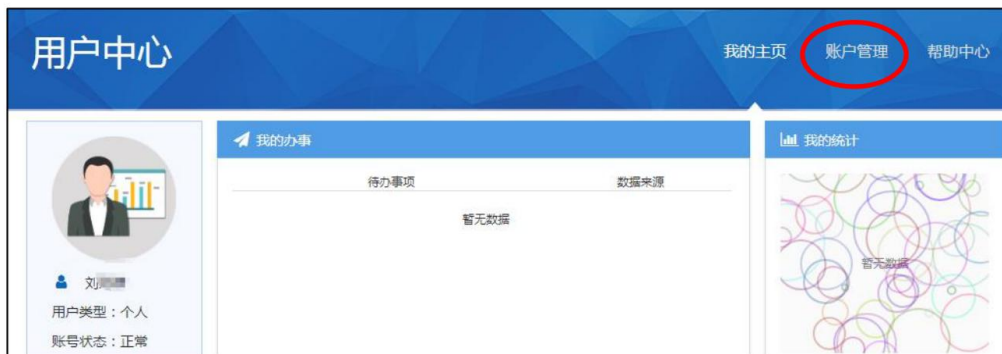 用户中心
我的主页 账户管理 帮助中心
我的办事
待办事项 数据来源
暂无数据
我的统计
暂无数据
刘
用户类型：个人
账号状态：正常